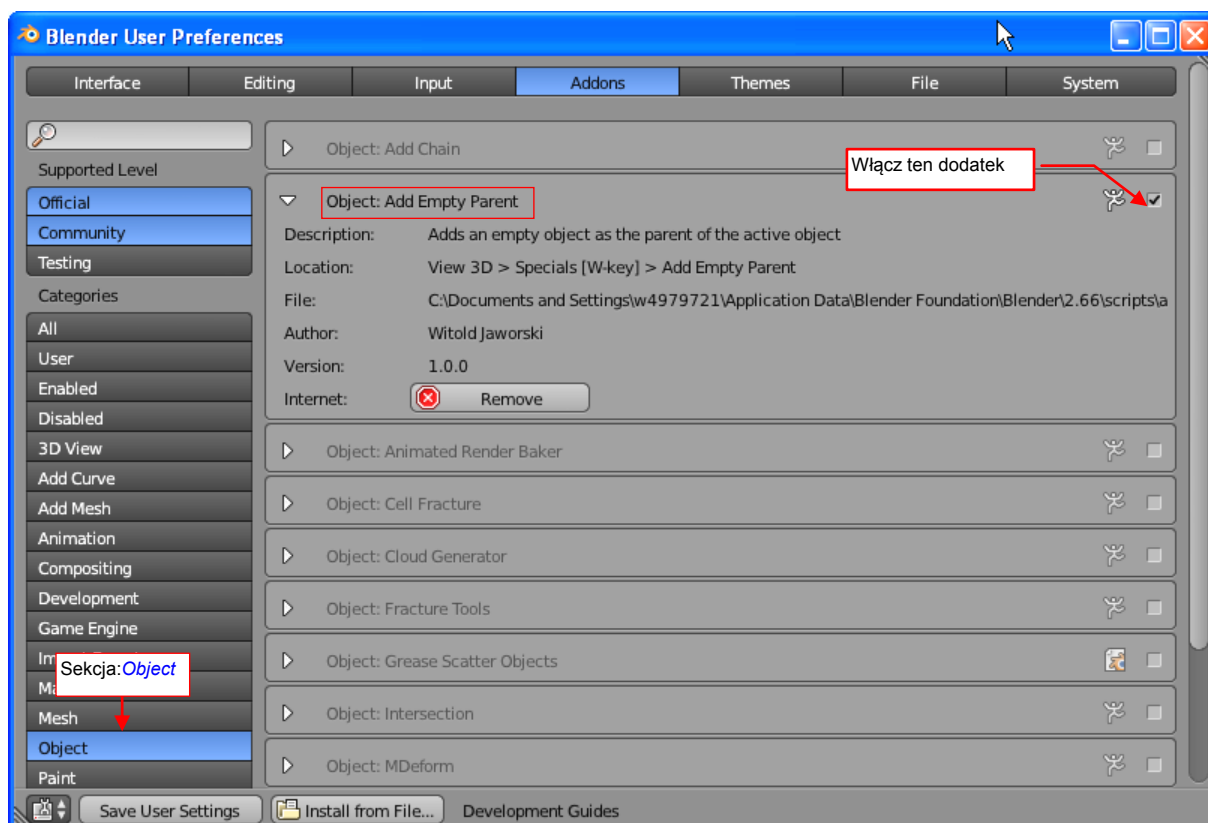 Blender User Preferences
Interface Editing Input Addons Themes File System
Supported Level
Official
Community
Testing
Categories
All
User
Enabled
Disabled
3D View
Add Curve
Add Mesh
Animation
Compositing
Development
Game Engine
Sekcja:Object
Mesh
Object
Paint
Object: Add Chain
Włącz ten dodatek
Object: Add Empty Parent
Description: Adds an empty object as the parent of the active object
Location: View 3D > Specials [W-key] > Add Empty Parent
File: C:\Documents and Settings\w4979721\Application Data\Blender Foundation\Blender\2.66\scripts\a
Author: Witold Jaworski
Version: 1.0.0
Internet: Remove
Object: Animated Render Baker
Object: Cell Fracture
Object: Cloud Generator
Object: Fracture Tools
Object: Grease Scatter Objects
Object: Intersection
Object: MDeform
Save User Settings Install from File... Development Guides